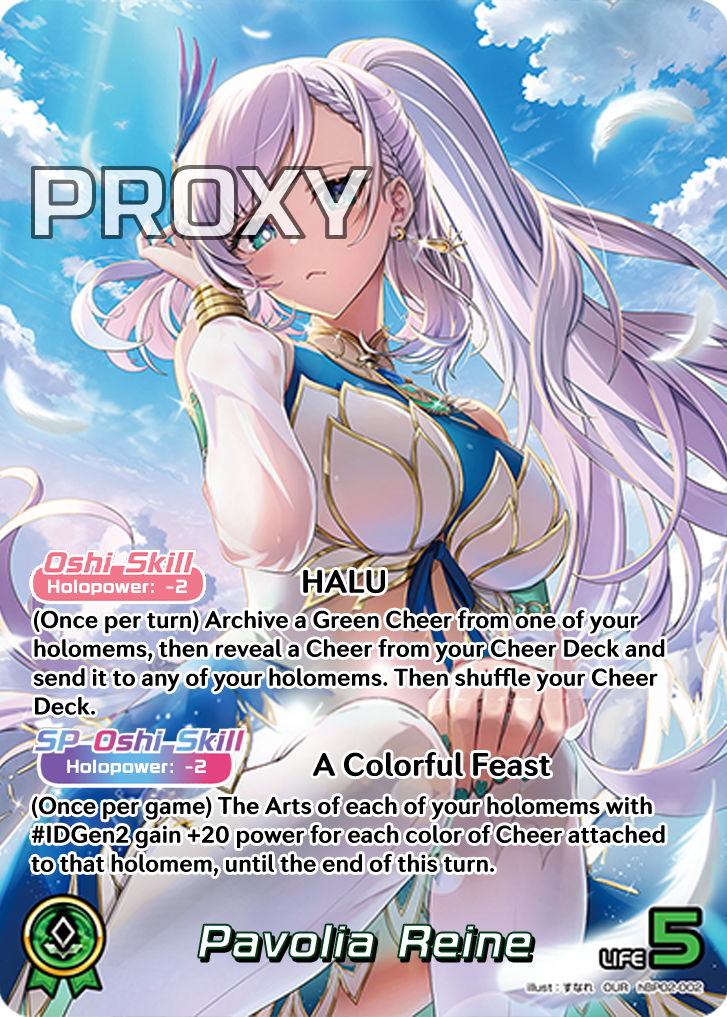 PROXY
Oshi Skill
Holopower: -2
HALU
(Once per turn) Archive a Green Cheer from one of your
holomems, then reveal a Cheer from your Cheer Deck and
send it to any of your holomems. Then shuffle your Cheer
Deck.
SP Oshi Skill
Holopower: -2
A Colorful Feast
(Once per game) The Arts of each of your holomems with
#IDGen2 gain +20 power for each color of Cheer attached
to that holomem, until the end of this turn.
Pavolia Reine
LIFE 5
illust : すなれ OUR hBP02-002